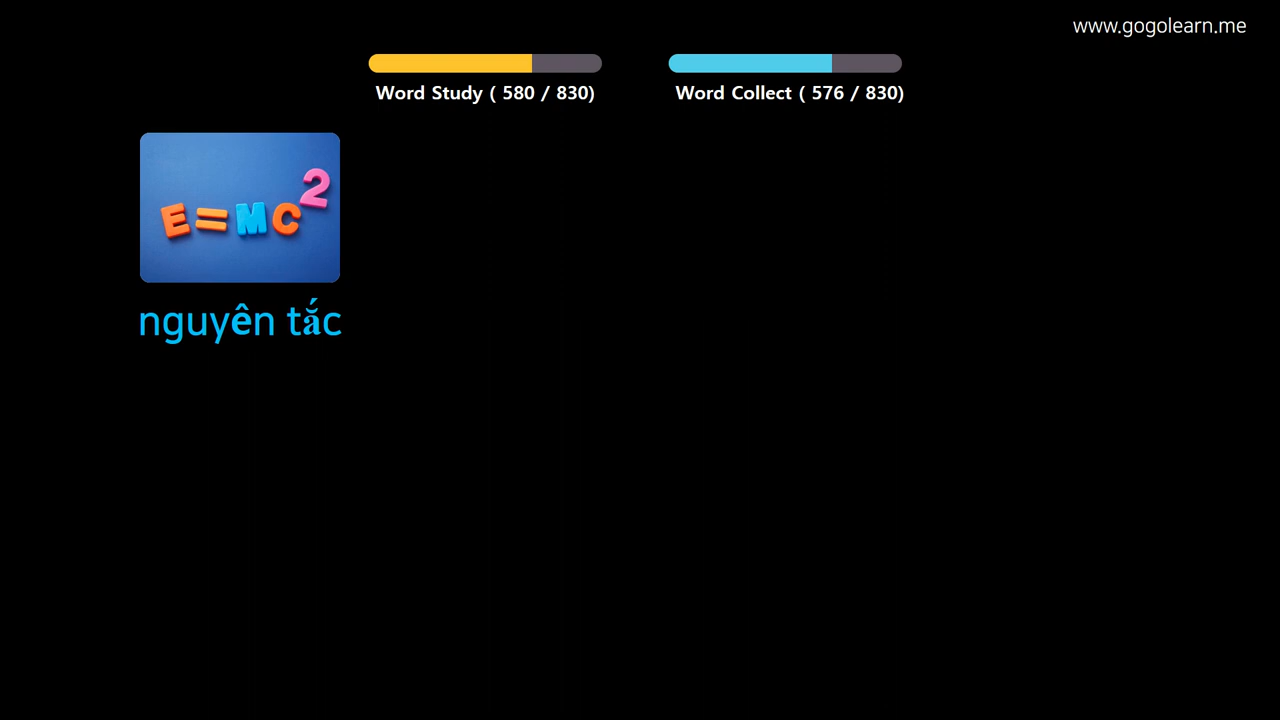 www.gogolearn.me
Word Study ( 580 / 830)
Word Collect ( 576 / 830)
E=MC²
nguyên tắc